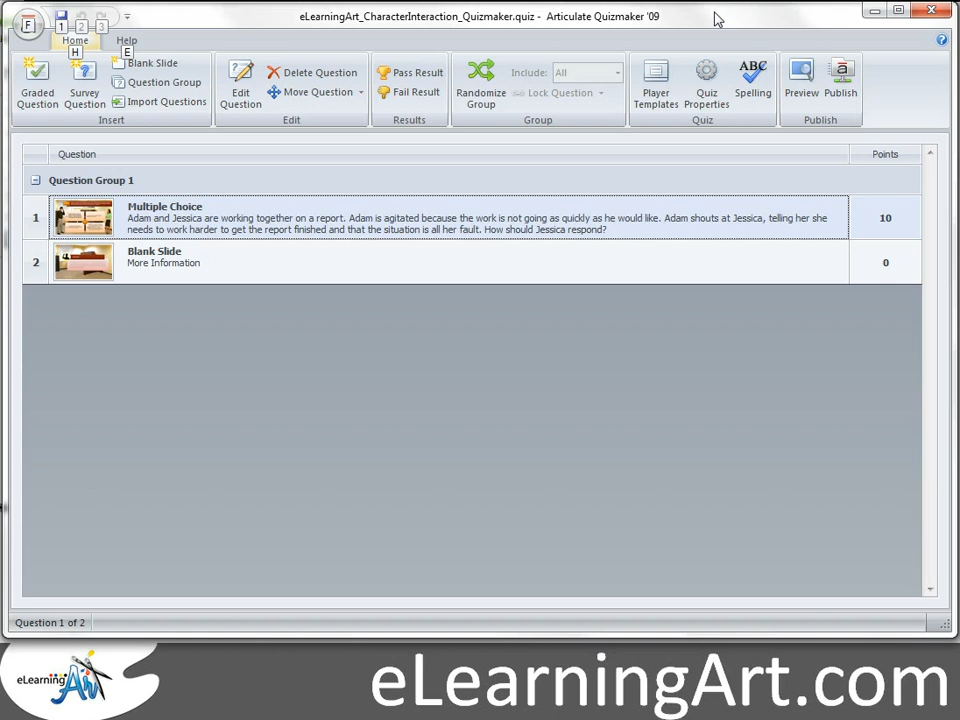 eLearningArt_CharacterInteraction_Quizmaker.quiz - Articulate Quizmaker '09
F
1
2
3
Home
Help
H
E
Graded Question
Survey Question
Blank Slide
Question Group
Import Questions
Insert
Edit Question
Delete Question
Move Question
Edit
Pass Result
Fail Result
Results
Randomize Group
Include: All
Lock Question
Group
Player Templates
Quiz Properties
ABC
Spelling
Quiz
Preview
a
Publish
Publish
Question
Points
Question Group 1
1
Multiple Choice
Adam and Jessica are working together on a report. Adam is agitated because the work is not going as quickly as he would like. Adam shouts at Jessica, telling her she
needs to work harder to get the report finished and that the situation is all her fault. How should Jessica respond?
10
2
Blank Slide
More Information
0
Question 1 of 2
eLearningArt
eLearningArt.com